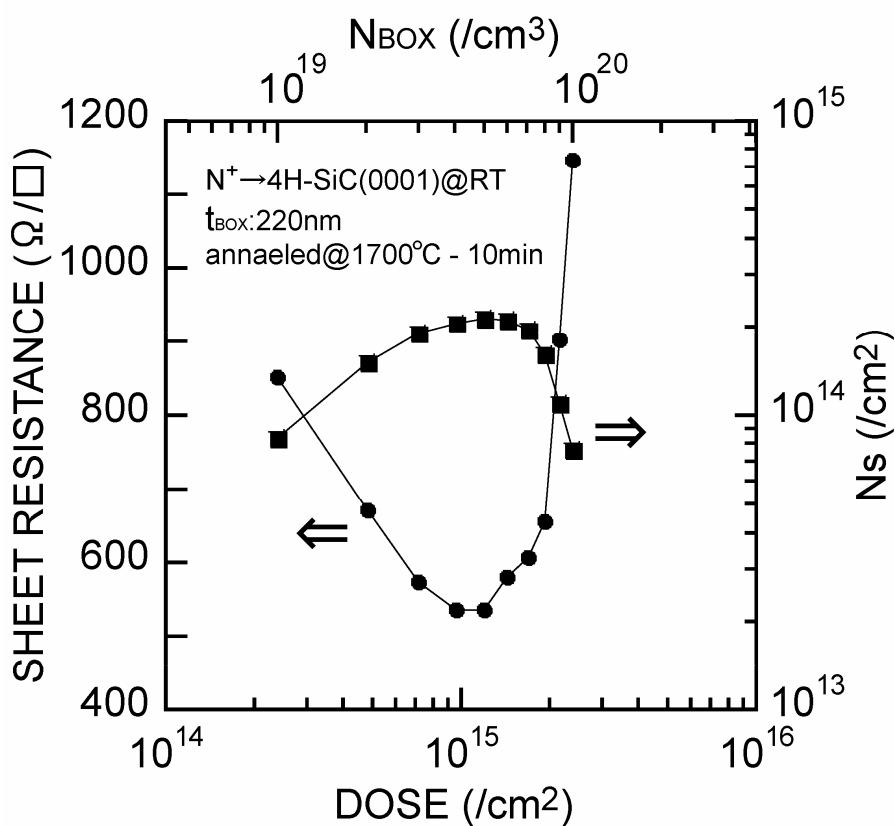 NBOX (/cm3)
10^19 10^20
1200 10^15
N+→4H-SiC(0001)@RT
tBOX:220nm
annaeled@1700°C - 10min
1000
800 10^14
600
400 10^13
10^14 10^15 10^16
DOSE (/cm2)
SHEET RESISTANCE (Ω/□)
Ns (/cm2)